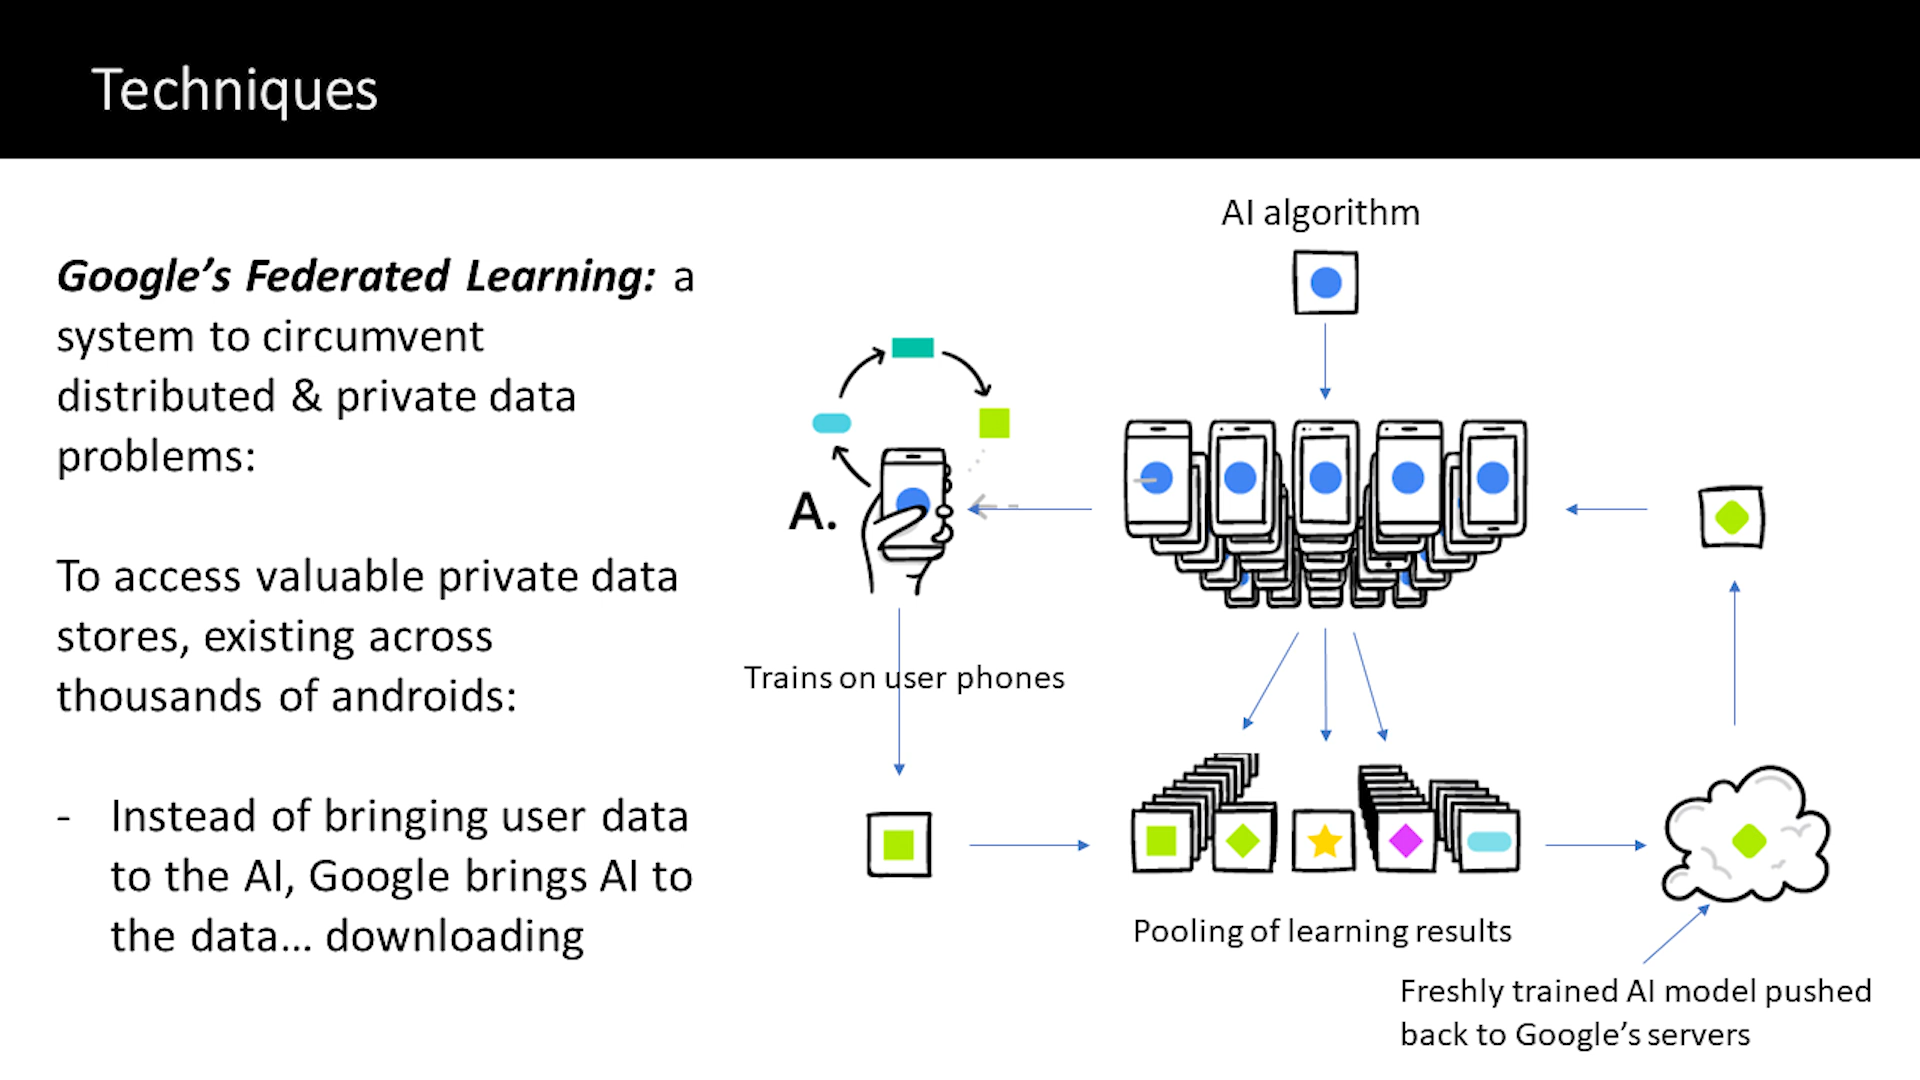 Techniques
Google's Federated Learning: a
system to circumvent
distributed & private data
problems:
To access valuable private data
stores, existing across
thousands of androids:
- Instead of bringing user data
to the AI, Google brings AI to
the data... downloading
AI algorithm
A.
Trains on user phones
Pooling of learning results
Freshly trained AI model pushed
back to Google's servers